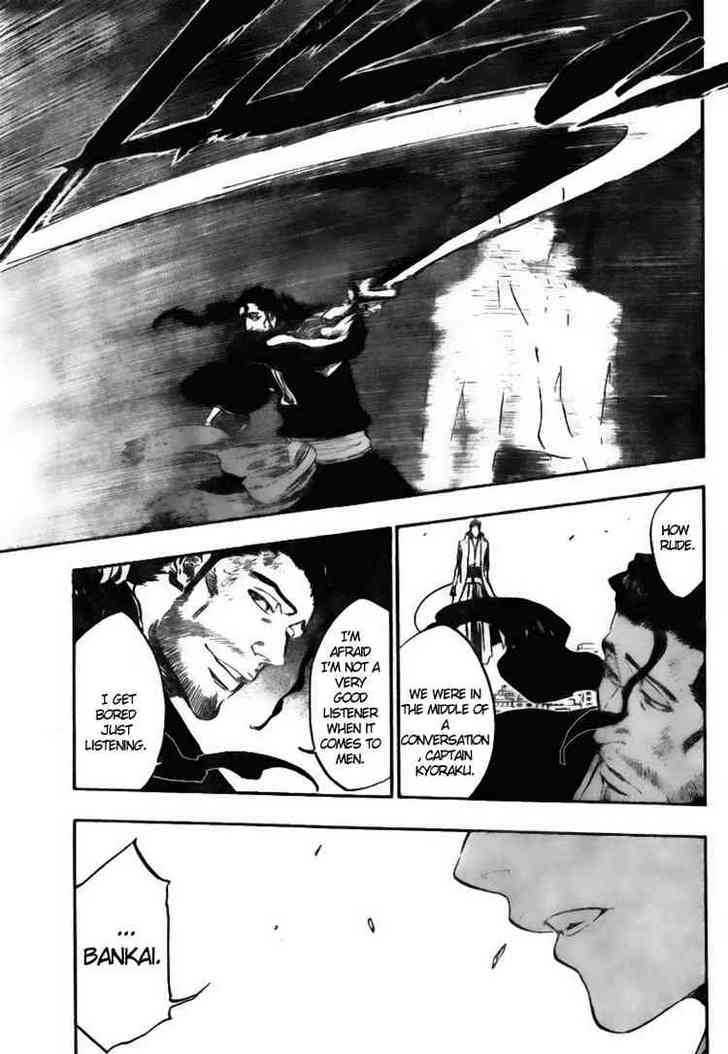 HOW
RUDE.
WE WERE IN
THE MIDDLE OF
A
CONVERSATION
, CAPTAIN
KYORAKU.
I'M
AFRAID
I'M NOT A
VERY
GOOD
LISTENER
WHEN IT
COMES TO
MEN.
I GET
BORED
JUST
LISTENING.
...
BANKAI.